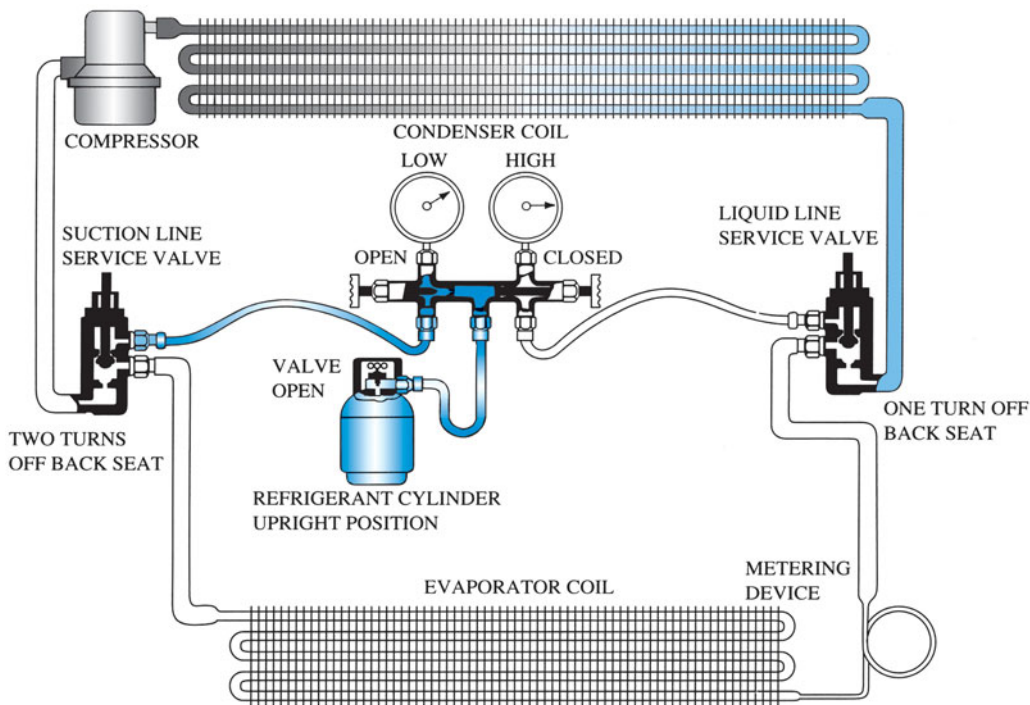 COMPRESSOR
CONDENSER COIL
LOW
HIGH
SUCTION LINE
SERVICE VALVE
LIQUID LINE
SERVICE VALVE
OPEN
CLOSED
VALVE
OPEN
TWO TURNS
OFF BACK SEAT
ONE TURN OFF
BACK SEAT
REFRIGERANT CYLINDER
UPRIGHT POSITION
EVAPORATOR COIL
METERING
DEVICE